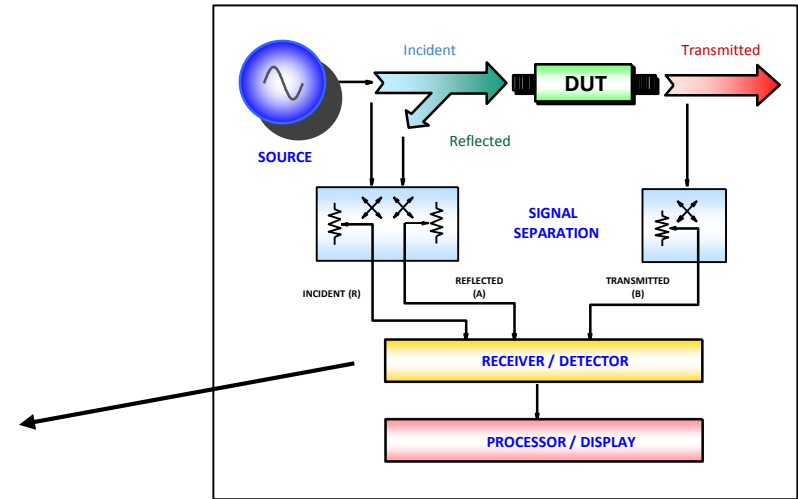 Incident
Transmitted
DUT
Reflected
SOURCE
SIGNAL
SEPARATION
INCIDENT (R)
REFLECTED
(A)
TRANSMITTED
(B)
RECEIVER / DETECTOR
PROCESSOR / DISPLAY